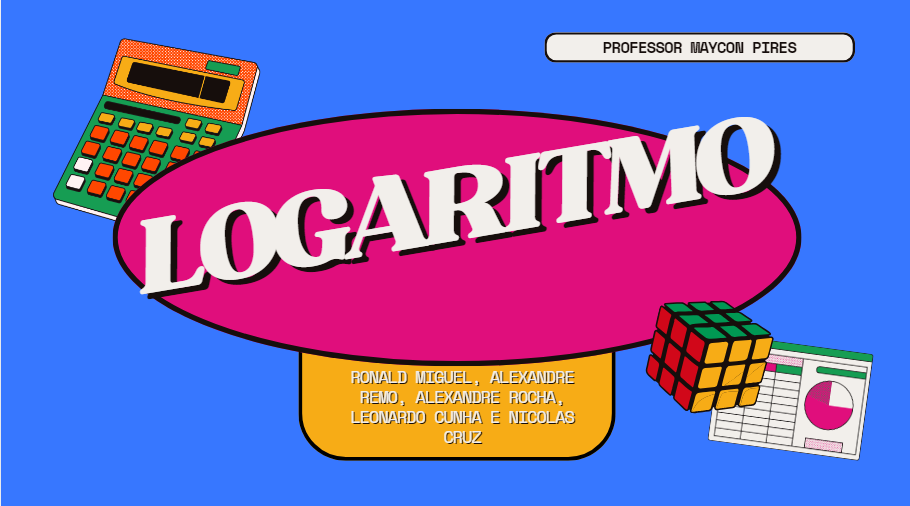 PROFESSOR MAYCON PIRES
LOGARITMO
RONALD MIGUEL, ALEXANDRE
REMO, ALEXANDRE ROCHA,
LEONARDO CUNHA E NICOLAS
CRUZ